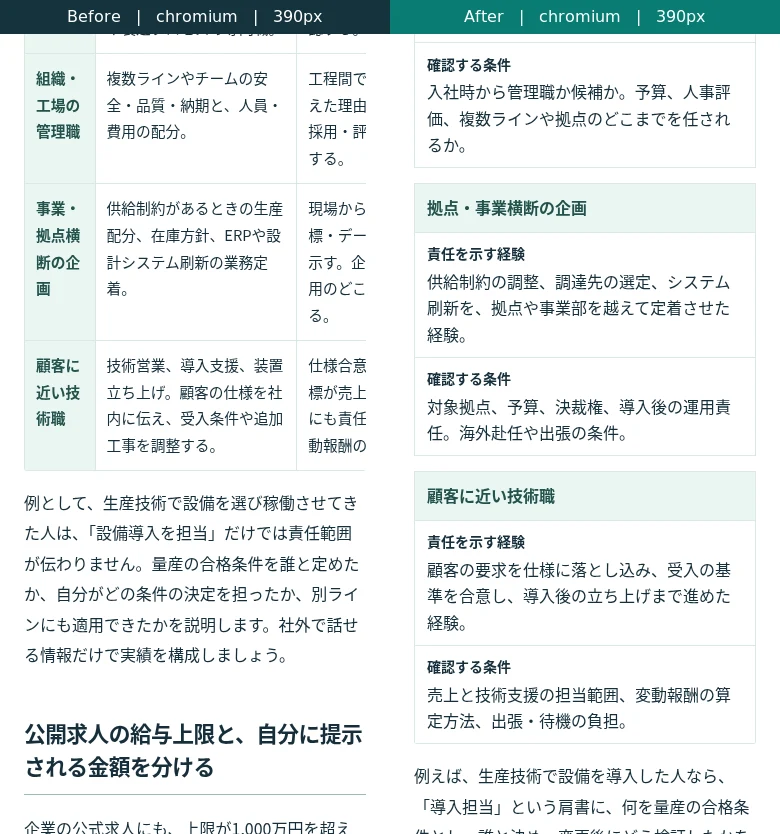 Before | chromium | 390px
組織・
工場の
管理職
複数ラインやチームの安
全・品質・納期と、人員・
費用の配分。
工程間で
えた理由
採用・評
する。
事業・
拠点横
断の企
画
供給制約があるときの生産
配分、在庫方針、ERPや設
計システム刷新の業務定
着。
現場から
標・デー
示す。企
用のどこ
る。
顧客に
近い技
術職
技術営業、導入支援、装置
立ち上げ。顧客の仕様を社
内に伝え、受入条件や追加
工事を調整する。
仕様合意
標が売上
にも責任
動報酬の
例として、生産技術で設備を選び稼働させてき
た人は、「設備導入を担当」だけでは責任範囲
が伝わりません。量産の合格条件を誰と定めた
か、自分がどの条件の決定を担ったか、別ライ
ンにも適用できたかを説明します。社外で話せ
る情報だけで実績を構成しましょう。
公開求人の給与上限と、自分に提示
される金額を分ける
企業の公式求人にも、上限が1,000万円を超え
After | chromium | 390px
確認する条件
入社時から管理職か候補か。予算、人事評
価、複数ラインや拠点のどこまでを任され
るか。
拠点・事業横断の企画
責任を示す経験
供給制約の調整、調達先の選定、システム
刷新を、拠点や事業部を越えて定着させた
経験。
確認する条件
対象拠点、予算、決裁権、導入後の運用責
任。海外赴任や出張の条件。
顧客に近い技術職
責任を示す経験
顧客の要求を仕様に落とし込み、受入の基
準を合意し、導入後の立ち上げまで進めた
経験。
確認する条件
売上と技術支援の担当範囲、変動報酬の算
定方法、出張・待機の負担。
例えば、生産技術で設備を導入した人なら、
「導入担当」という肩書に、何を量産の合格条